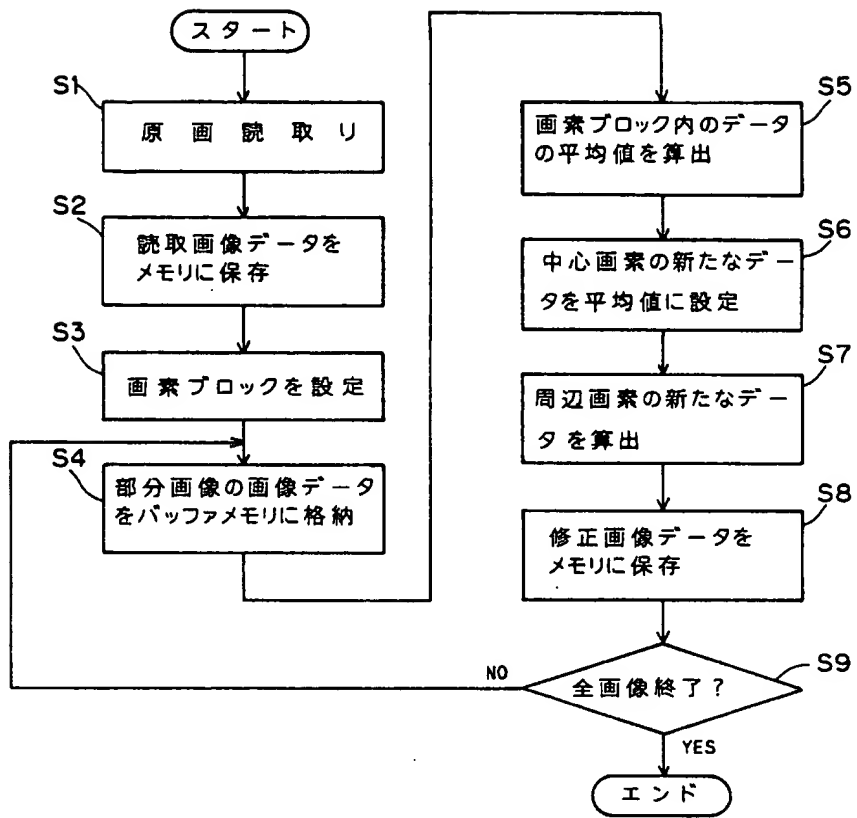 スタート
S1
原画読取り
S2
読取画像データを
メモリに保存
S3
画素ブロックを設定
S4
部分画像の画像データ
をバッファメモリに格納
S5
画素ブロック内のデータ
の平均値を算出
S6
中心画素の新たなデー
タを平均値に設定
S7
周辺画素の新たなデー
タを算出
S8
修正画像データを
メモリに保存
S9
全画像終了?
NO
YES
エンド